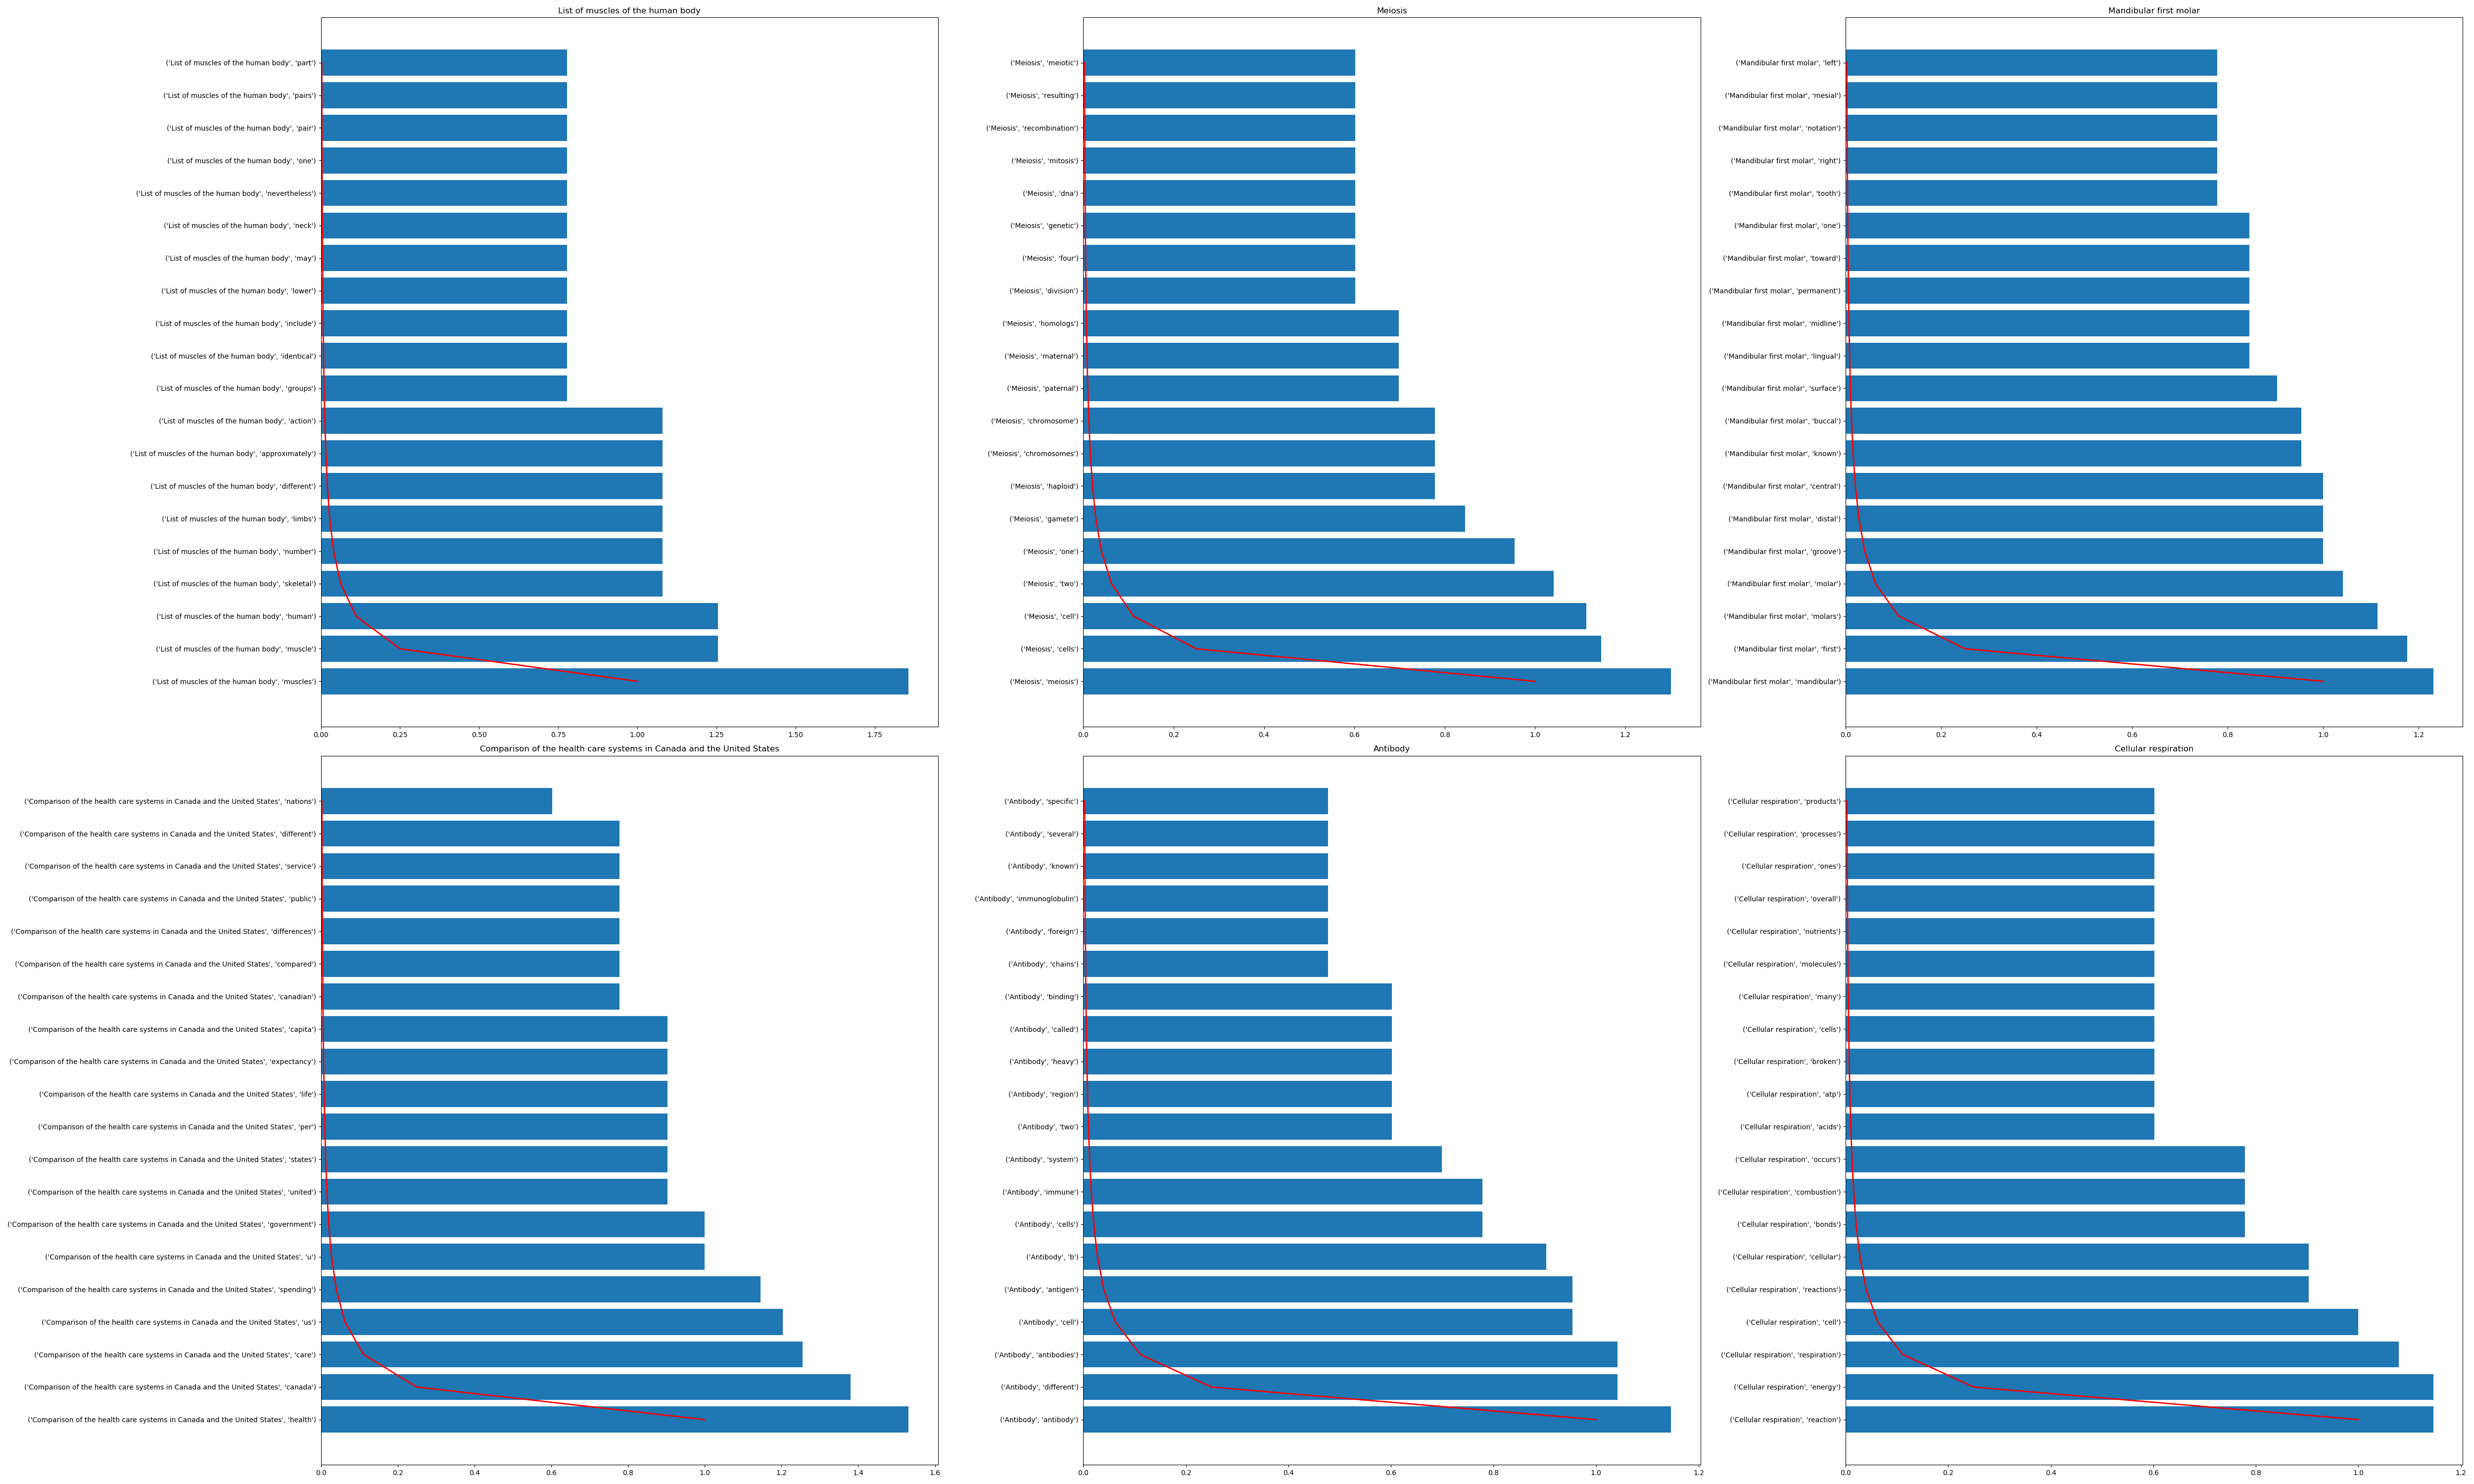 List of muscles of the human body
('List of muscles of the human body', 'part')
('List of muscles of the human body', 'pairs')
('List of muscles of the human body', 'pair')
('List of muscles of the human body', 'one')
('List of muscles of the human body', 'nevertheless')
('List of muscles of the human body', 'neck')
('List of muscles of the human body', 'may')
('List of muscles of the human body', 'lower')
('List of muscles of the human body', 'include')
('List of muscles of the human body', 'identical')
('List of muscles of the human body', 'groups')
('List of muscles of the human body', 'action')
('List of muscles of the human body', 'approximately')
('List of muscles of the human body', 'different')
('List of muscles of the human body', 'limbs')
('List of muscles of the human body', 'number')
('List of muscles of the human body', 'skeletal')
('List of muscles of the human body', 'human')
('List of muscles of the human body', 'muscle')
('List of muscles of the human body', 'muscles')
0.00 0.25 0.50 0.75 1.00 1.25 1.50 1.75
Meiosis
('Meiosis', 'meiotic')
('Meiosis', 'resulting')
('Meiosis', 'recombination')
('Meiosis', 'mitosis')
('Meiosis', 'dna')
('Meiosis', 'genetic')
('Meiosis', 'four')
('Meiosis', 'division')
('Meiosis', 'homologs')
('Meiosis', 'maternal')
('Meiosis', 'paternal')
('Meiosis', 'chromosome')
('Meiosis', 'chromosomes')
('Meiosis', 'haploid')
('Meiosis', 'gamete')
('Meiosis', 'one')
('Meiosis', 'two')
('Meiosis', 'cell')
('Meiosis', 'cells')
('Meiosis', 'meiosis')
0.0 0.2 0.4 0.6 0.8 1.0 1.2
Mandibular first molar
('Mandibular first molar', 'left')
('Mandibular first molar', 'mesial')
('Mandibular first molar', 'notation')
('Mandibular first molar', 'right')
('Mandibular first molar', 'tooth')
('Mandibular first molar', 'one')
('Mandibular first molar', 'toward')
('Mandibular first molar', 'permanent')
('Mandibular first molar', 'midline')
('Mandibular first molar', 'lingual')
('Mandibular first molar', 'surface')
('Mandibular first molar', 'buccal')
('Mandibular first molar', 'known')
('Mandibular first molar', 'central')
('Mandibular first molar', 'distal')
('Mandibular first molar', 'groove')
('Mandibular first molar', 'molar')
('Mandibular first molar', 'molars')
('Mandibular first molar', 'first')
('Mandibular first molar', 'mandibular')
0.0 0.2 0.4 0.6 0.8 1.0 1.2
Comparison of the health care systems in Canada and the United States
('Comparison of the health care systems in Canada and the United States', 'nations')
('Comparison of the health care systems in Canada and the United States', 'different')
('Comparison of the health care systems in Canada and the United States', 'service')
('Comparison of the health care systems in Canada and the United States', 'public')
('Comparison of the health care systems in Canada and the United States', 'differences')
('Comparison of the health care systems in Canada and the United States', 'compared')
('Comparison of the health care systems in Canada and the United States', 'canadian')
('Comparison of the health care systems in Canada and the United States', 'capita')
('Comparison of the health care systems in Canada and the United States', 'expectancy')
('Comparison of the health care systems in Canada and the United States', 'life')
('Comparison of the health care systems in Canada and the United States', 'per')
('Comparison of the health care systems in Canada and the United States', 'states')
('Comparison of the health care systems in Canada and the United States', 'united')
('Comparison of the health care systems in Canada and the United States', 'government')
('Comparison of the health care systems in Canada and the United States', 'u')
('Comparison of the health care systems in Canada and the United States', 'spending')
('Comparison of the health care systems in Canada and the United States', 'us')
('Comparison of the health care systems in Canada and the United States', 'care')
('Comparison of the health care systems in Canada and the United States', 'canada')
('Comparison of the health care systems in Canada and the United States', 'health')
0.0 0.2 0.4 0.6 0.8 1.0 1.2 1.4 1.6
Antibody
('Antibody', 'specific')
('Antibody', 'several')
('Antibody', 'known')
('Antibody', 'immunoglobulin')
('Antibody', 'foreign')
('Antibody', 'chains')
('Antibody', 'binding')
('Antibody', 'called')
('Antibody', 'heavy')
('Antibody', 'region')
('Antibody', 'two')
('Antibody', 'system')
('Antibody', 'immune')
('Antibody', 'cells')
('Antibody', 'b')
('Antibody', 'antigen')
('Antibody', 'cell')
('Antibody', 'antibodies')
('Antibody', 'different')
('Antibody', 'antibody')
0.0 0.2 0.4 0.6 0.8 1.0 1.2
Cellular respiration
('Cellular respiration', 'products')
('Cellular respiration', 'processes')
('Cellular respiration', 'ones')
('Cellular respiration', 'overall')
('Cellular respiration', 'nutrients')
('Cellular respiration', 'molecules')
('Cellular respiration', 'many')
('Cellular respiration', 'cells')
('Cellular respiration', 'broken')
('Cellular respiration', 'atp')
('Cellular respiration', 'acids')
('Cellular respiration', 'occurs')
('Cellular respiration', 'combustion')
('Cellular respiration', 'bonds')
('Cellular respiration', 'cellular')
('Cellular respiration', 'reactions')
('Cellular respiration', 'cell')
('Cellular respiration', 'respiration')
('Cellular respiration', 'energy')
('Cellular respiration', 'reaction')
0.0 0.2 0.4 0.6 0.8 1.0 1.2